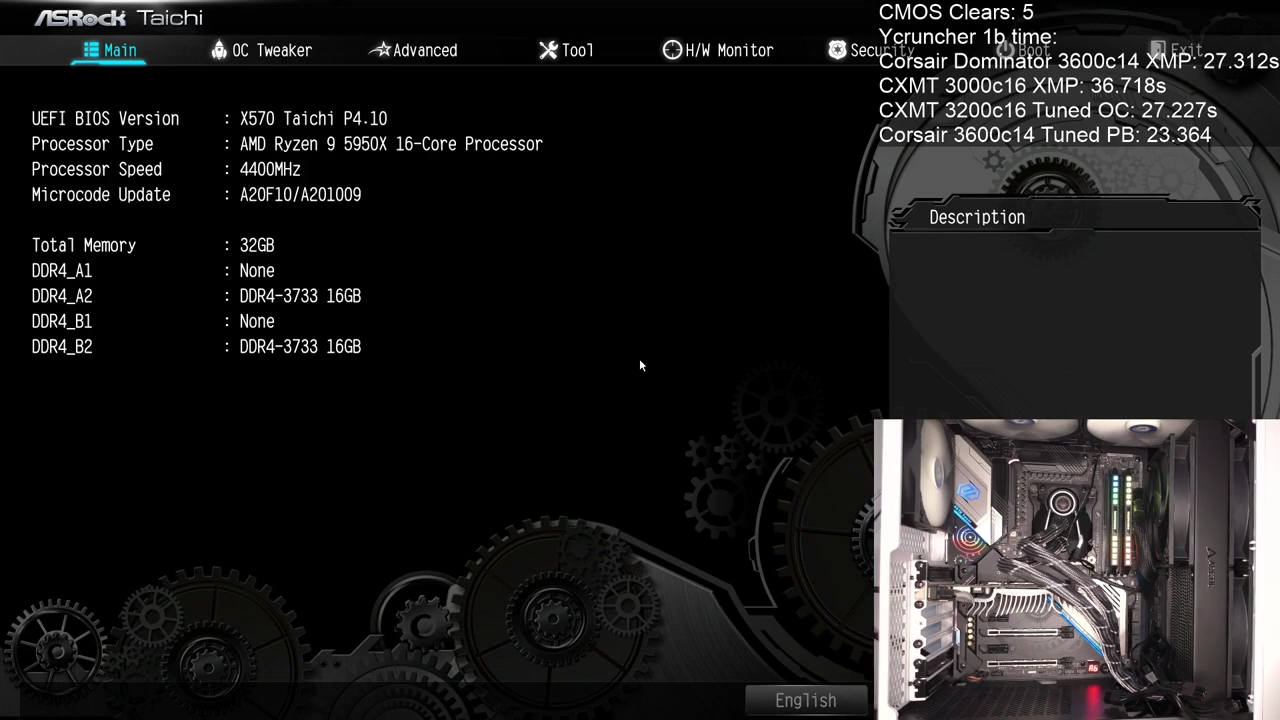 ASRock Taichi
Main
OC Tweaker
Advanced
Tool
H/W Monitor
Security
Boot
Exit
CMOS Clears: 5
Ycruncher 1b time:
Corsair Dominator 3600c14 XMP: 27.312s
CXMT 3000c16 XMP: 36.718s
CXMT 3200c16 Tuned OC: 27.227s
Corsair 3600c14 Tuned PB: 23.364
UEFI BIOS Version : X570 Taichi P4.10
Processor Type : AMD Ryzen 9 5950X 16-Core Processor
Processor Speed : 4400MHz
Microcode Update : A20F10/A201009
Total Memory : 32GB
DDR4_A1 : None
DDR4_A2 : DDR4-3733 16GB
DDR4_B1 : None
DDR4_B2 : DDR4-3733 16GB
Description
English